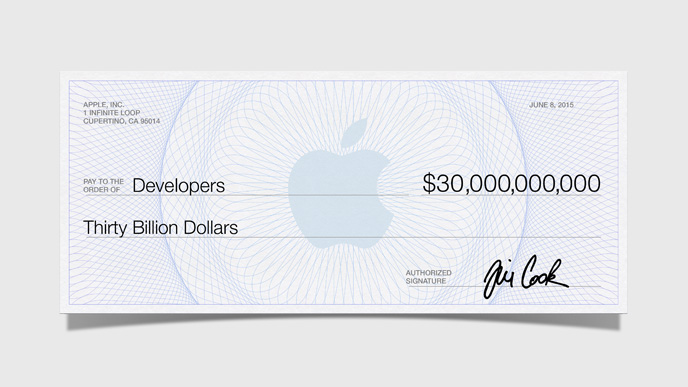 APPLE, INC.
1 INFINITE LOOP
CUPERTINO, CA 95014
JUNE 8, 2015
PAY TO THE
ORDER OF
Developers
$30,000,000,000
Thirty Billion Dollars
AUTHORIZED
SIGNATURE
Tim Cook